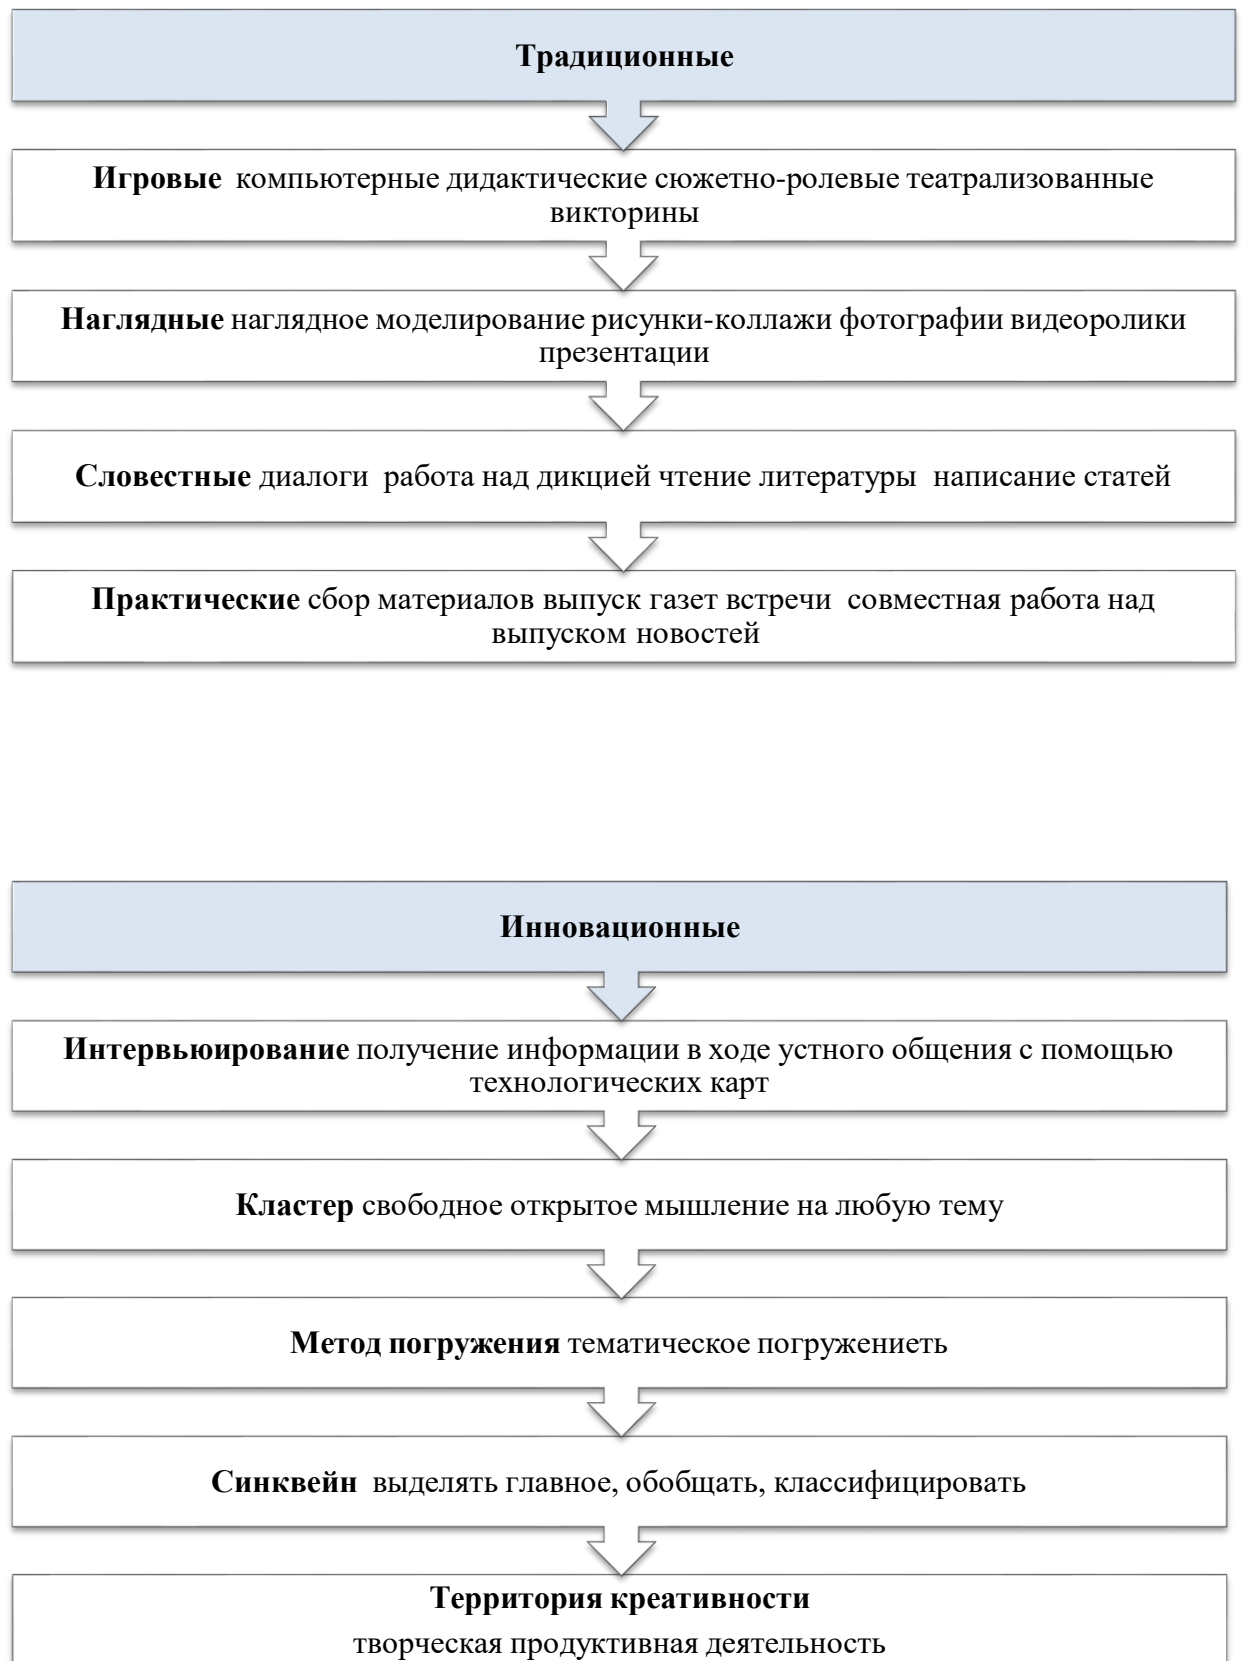 Традиционные
Игровые компьютерные дидактические сюжетно-ролевые театрализованные
викторины
Наглядные наглядное моделирование рисунки-коллажи фотографии видеоролики
презентации
Словестные диалоги работа над дикцией чтение литературы написание статей
Практические сбор материалов выпуск газет встречи совместная работа над
выпуском новостей
Инновационные
Интервьюирование получение информации в ходе устного общения с помощью
технологических карт
Кластер свободное открытое мышление на любую тему
Метод погружения тематическое погружениеть
Синквейн выделять главное, обобщать, классифицировать
Территория креативности
творческая продуктивная деятельность